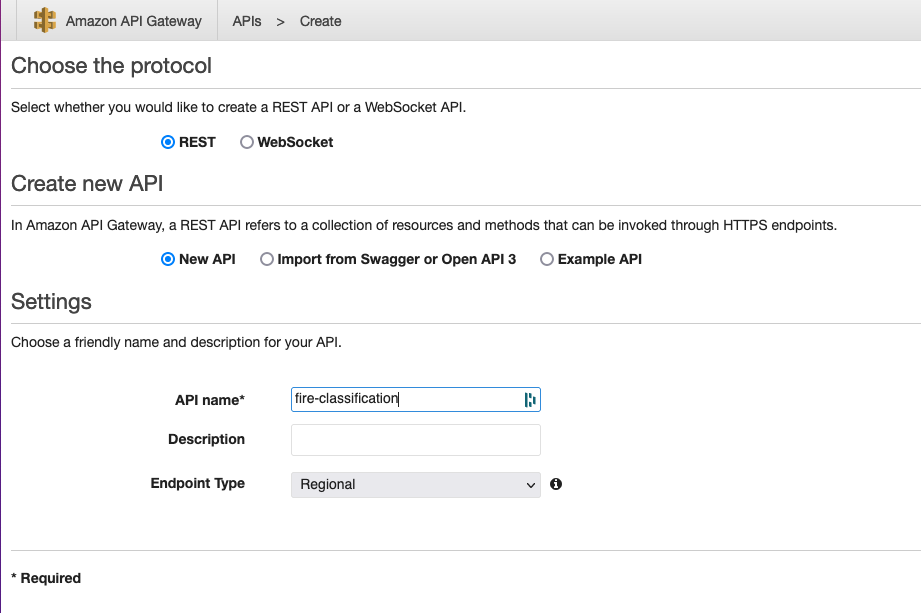 Amazon API Gateway APIs > Create
Choose the protocol
Select whether you would like to create a REST API or a WebSocket API.
REST WebSocket
Create new API
In Amazon API Gateway, a REST API refers to a collection of resources and methods that can be invoked through HTTPS endpoints.
New API Import from Swagger or Open API 3 Example API
Settings
Choose a friendly name and description for your API.
API name* fire-classification
Description
Endpoint Type Regional
* Required